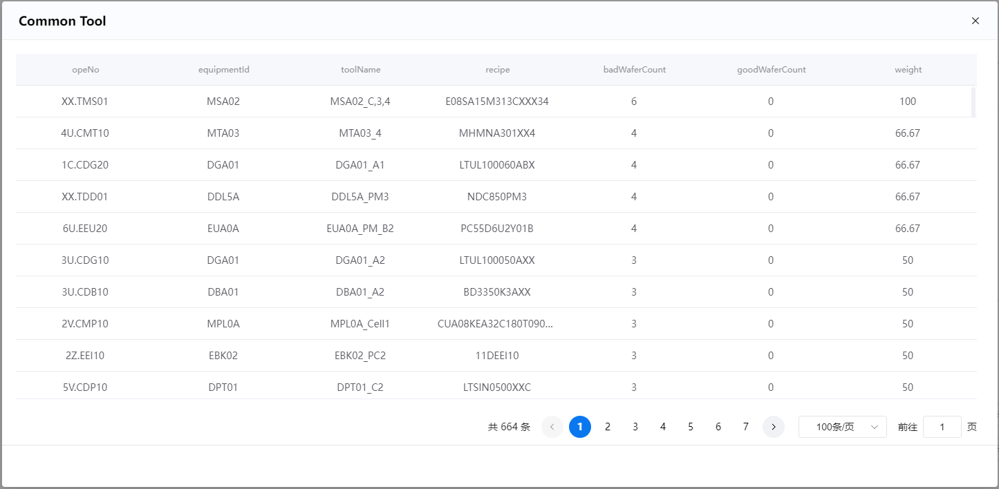 Common Tool
opeNo equipmentId toolName recipe badWaferCount goodWaferCount weight
XX.TMS01 MSA02 MSA02_C,3,4 E08SA15M313CXXX34 6 0 100
4U.CMT10 MTA03 MTA03_4 MHMNA301XX4 4 0 66.67
1C.CDG20 DGA01 DGA01_A1 LTUL100060ABX 4 0 66.67
XX.TDD01 DDL5A DDL5A_PM3 NDC850PM3 4 0 66.67
6U.EEU20 EUA0A EUA0A_PM_B2 PC55D6U2Y01B 4 0 66.67
3U.CDG10 DGA01 DGA01_A2 LTUL100050AXX 3 0 50
3U.CDB10 DBA01 DBA01_A2 BD3350K3AXX 3 0 50
2V.CMP10 MPL0A MPL0A_Cell1 CUA08KEA32C180T090... 3 0 50
2Z.EEI10 EBK02 EBK02_PC2 11DEEI10 3 0 50
5V.CDP10 DPT01 DPT01_C2 LTSIN0500XXC 3 0 50
共 664 条 1 2 3 4 5 6 7 100条/页 前往 1 页